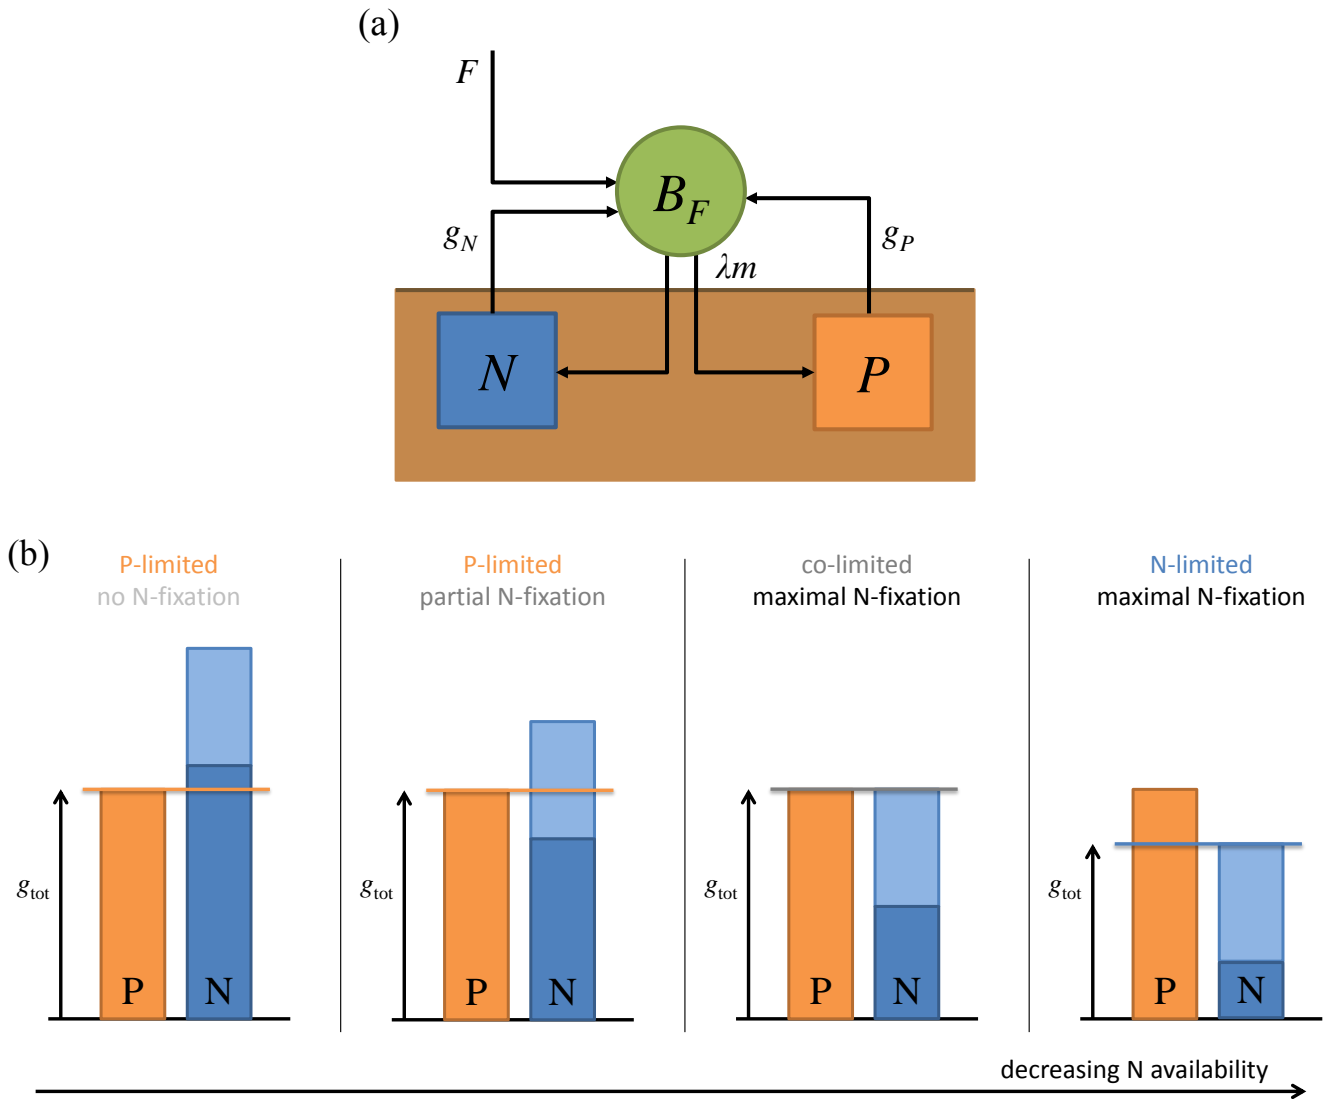 (a)
F
B_F
g_N
g_P
λm
N
P
(b)
P-limited
no N-fixation
P-limited
partial N-fixation
co-limited
maximal N-fixation
N-limited
maximal N-fixation
g_tot
P
N
g_tot
P
N
g_tot
P
N
g_tot
P
N
decreasing N availability